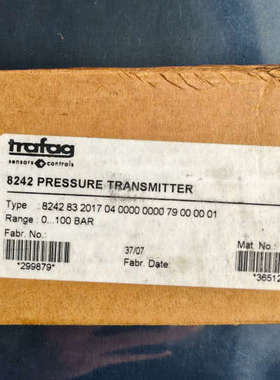 trafag
sensors controls
8242 PRESSURE TRANSMITTER
Type : 8242 83 2017 04 0000 0000 79 00 00 01
Range : 0...100 BAR
Fabr. No.: 37/07 Mat. No.:
Fabr. Date:
*299879* *36512